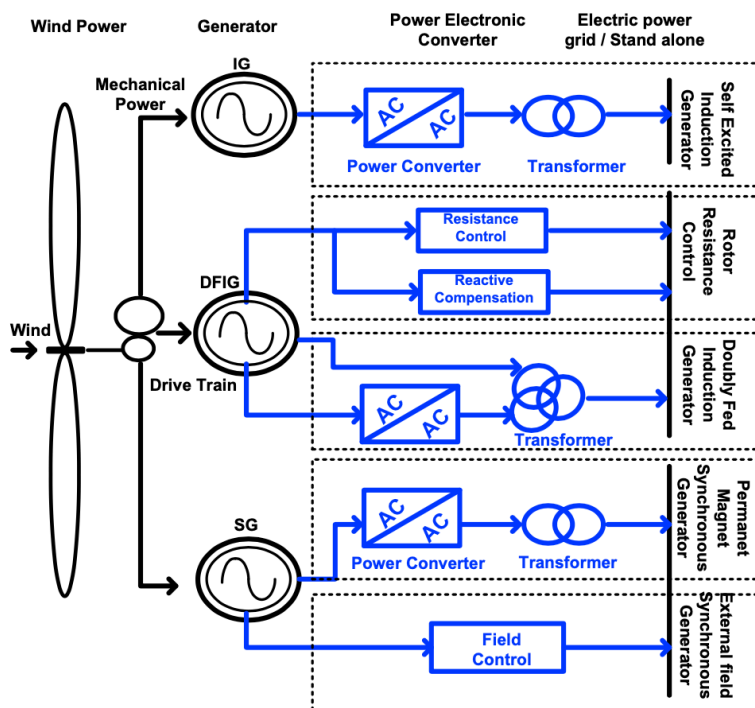 Wind Power
Generator
Power Electronic
Converter
Electric power
grid / Stand alone
IG
Mechanical
Power
AC
AC
Power Converter
Transformer
Self Excited
Induction
Generator
Resistance
Control
Reactive
Compensation
Rotor
Resistance
Control
DFIG
Wind
Drive Train
AC
AC
Transformer
Doubly Fed
Induction
Generator
SG
AC
AC
Power Converter
Transformer
Permanet
Magnet
Synchronous
Generator
Field
Control
External field
Synchronous
Generator